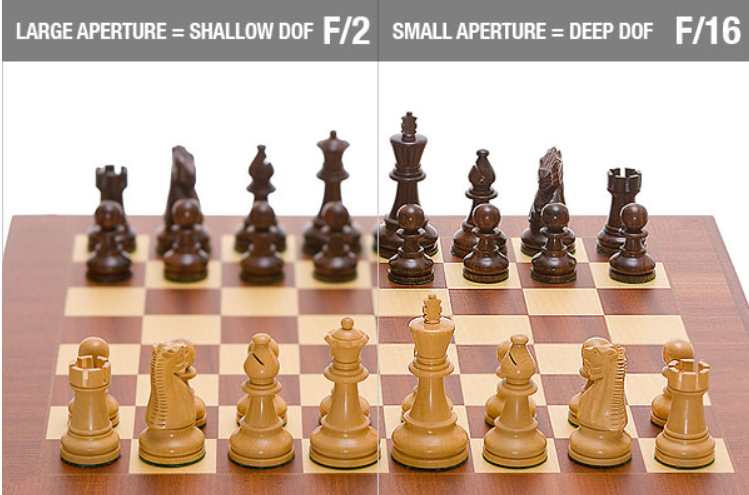 LARGE APERTURE = SHALLOW DOF F/2
SMALL APERTURE = DEEP DOF F/16